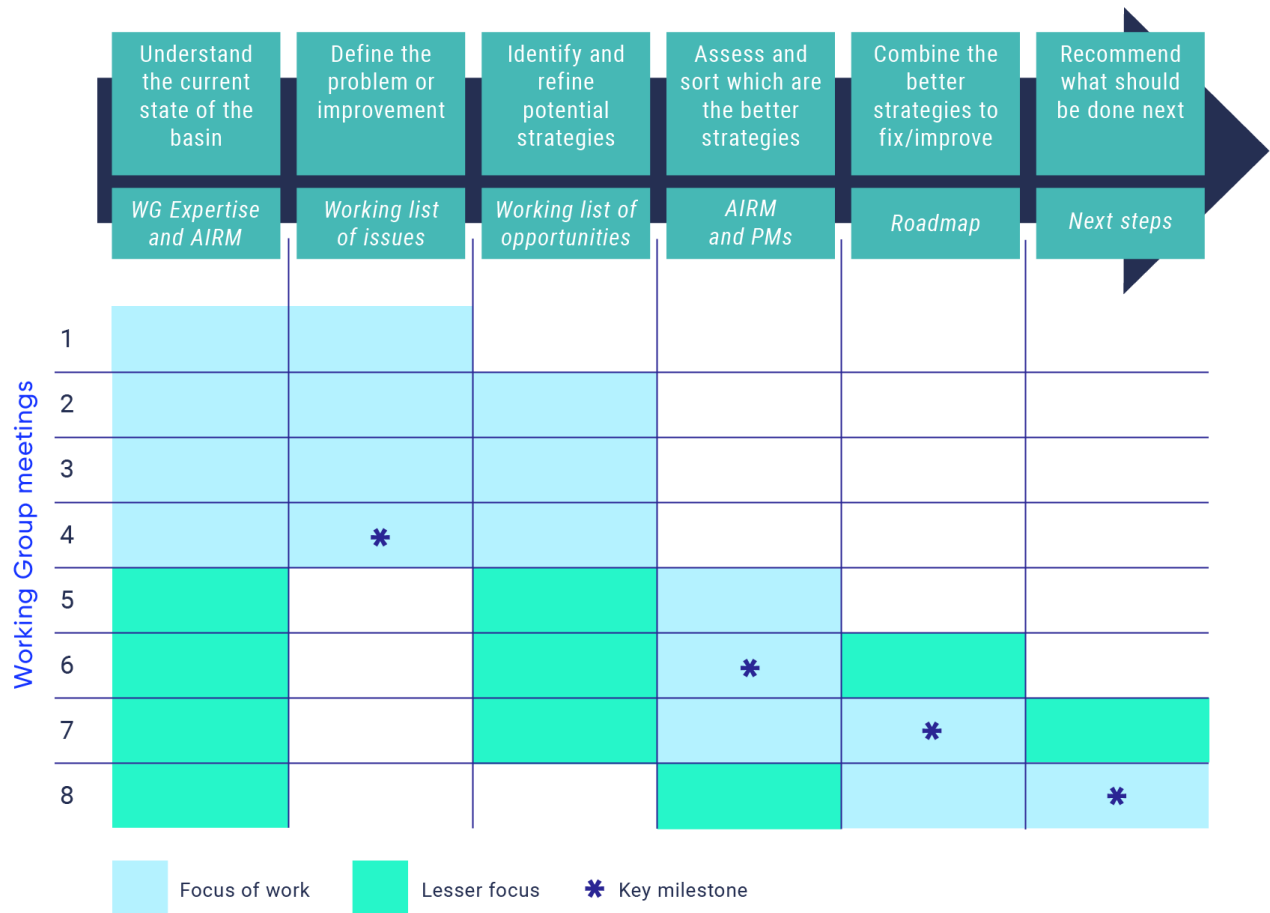 Understand
the current
state of the
basin
Define the
problem or
improvement
Identify and
refine
potential
strategies
Assess and
sort which are
the better
strategies
Combine the
better
strategies to
fix/improve
Recommend
what should
be done next
WG Expertise
and AIRM
Working list
of issues
Working list of
opportunities
AIRM
and PMs
Roadmap
Next steps
Working Group meetings
1
2
3
4
*
5
6
*
7
*
8
*
Focus of work
Lesser focus
* Key milestone